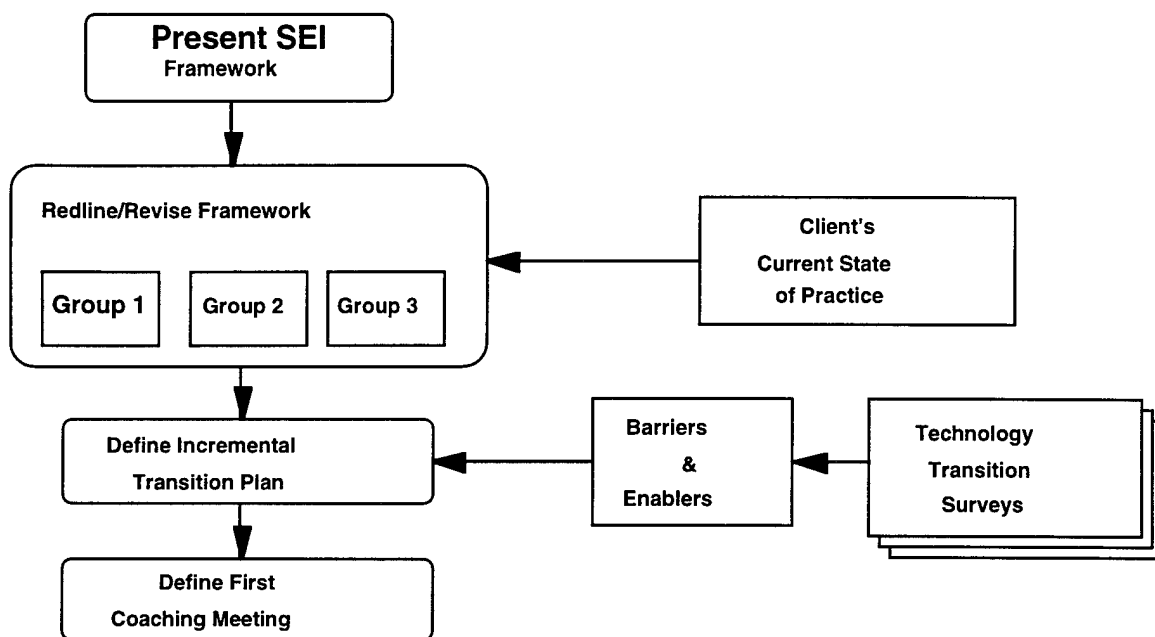 Present SEI
Framework
Redline/Revise Framework
Group 1
Group 2
Group 3
Client's
Current State
of Practice
Define Incremental
Transition Plan
Barriers
&
Enablers
Technology
Transition
Surveys
Define First
Coaching Meeting